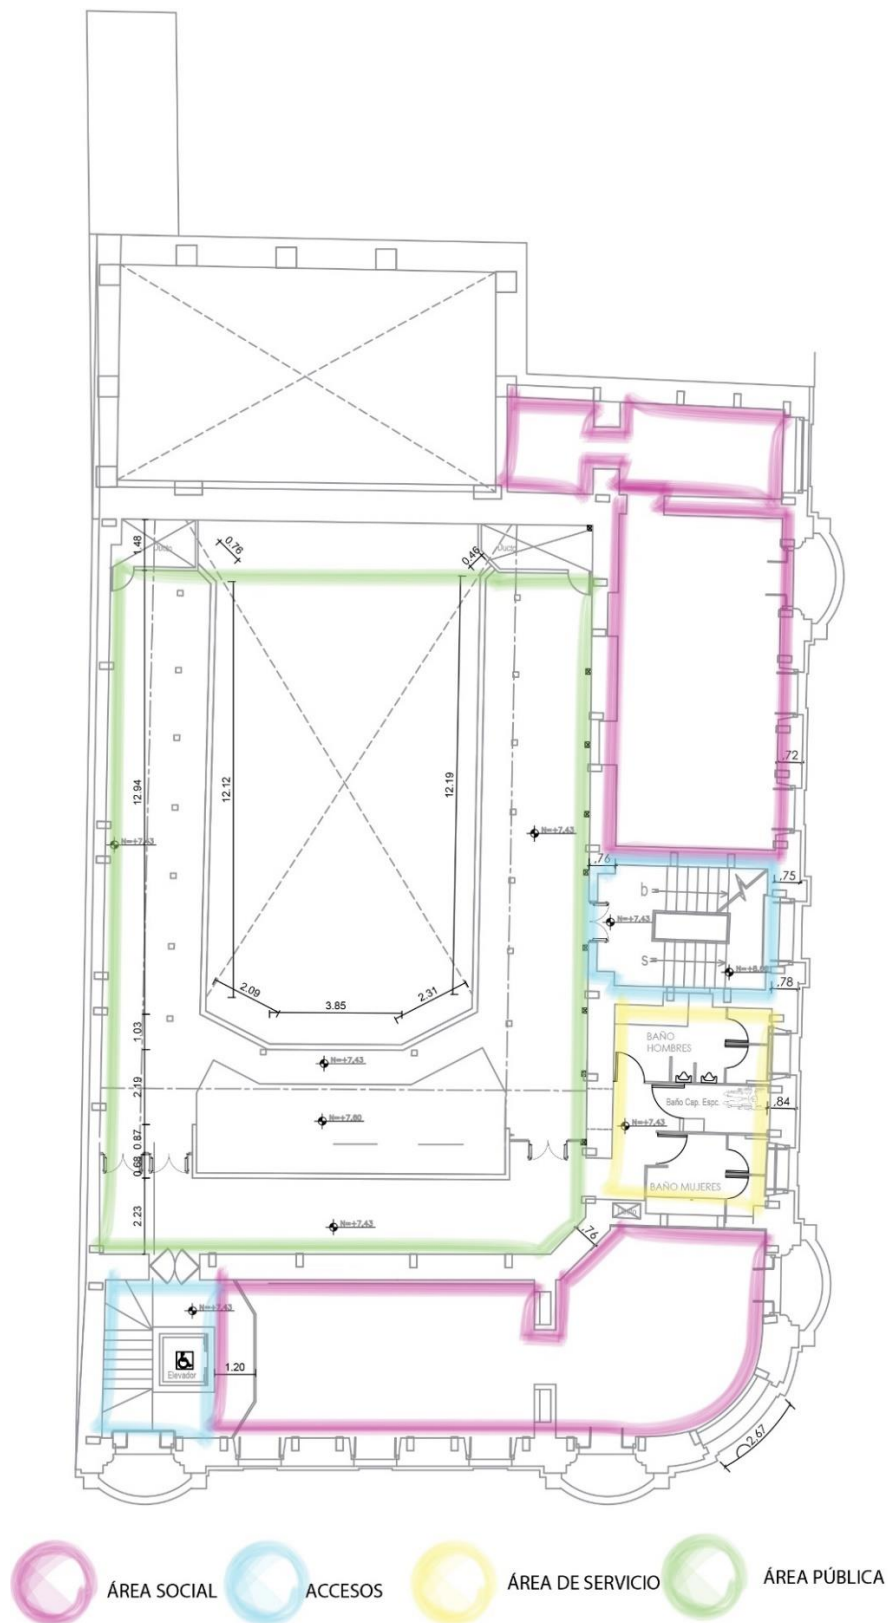 1.48
Ducto
0.76
0.46
Ducto
12.94
12.12
12.19
.72
N=+7.43
N=+7.43
.76
.75
b
N=+7.43
s
.78
2.09
3.85
2.31
1.03
BAÑO
HOMBRES
N=+7.43
2.19
Baño Cap. Espc.
.84
N=+7.80
N=+7.43
0.87
0.68
BAÑO MUJERES
2.23
N=+7.43
.76
N=+7.43
Elevador
1.20
2.67
ÁREA SOCIAL
ACCESOS
ÁREA DE SERVICIO
ÁREA PÚBLICA